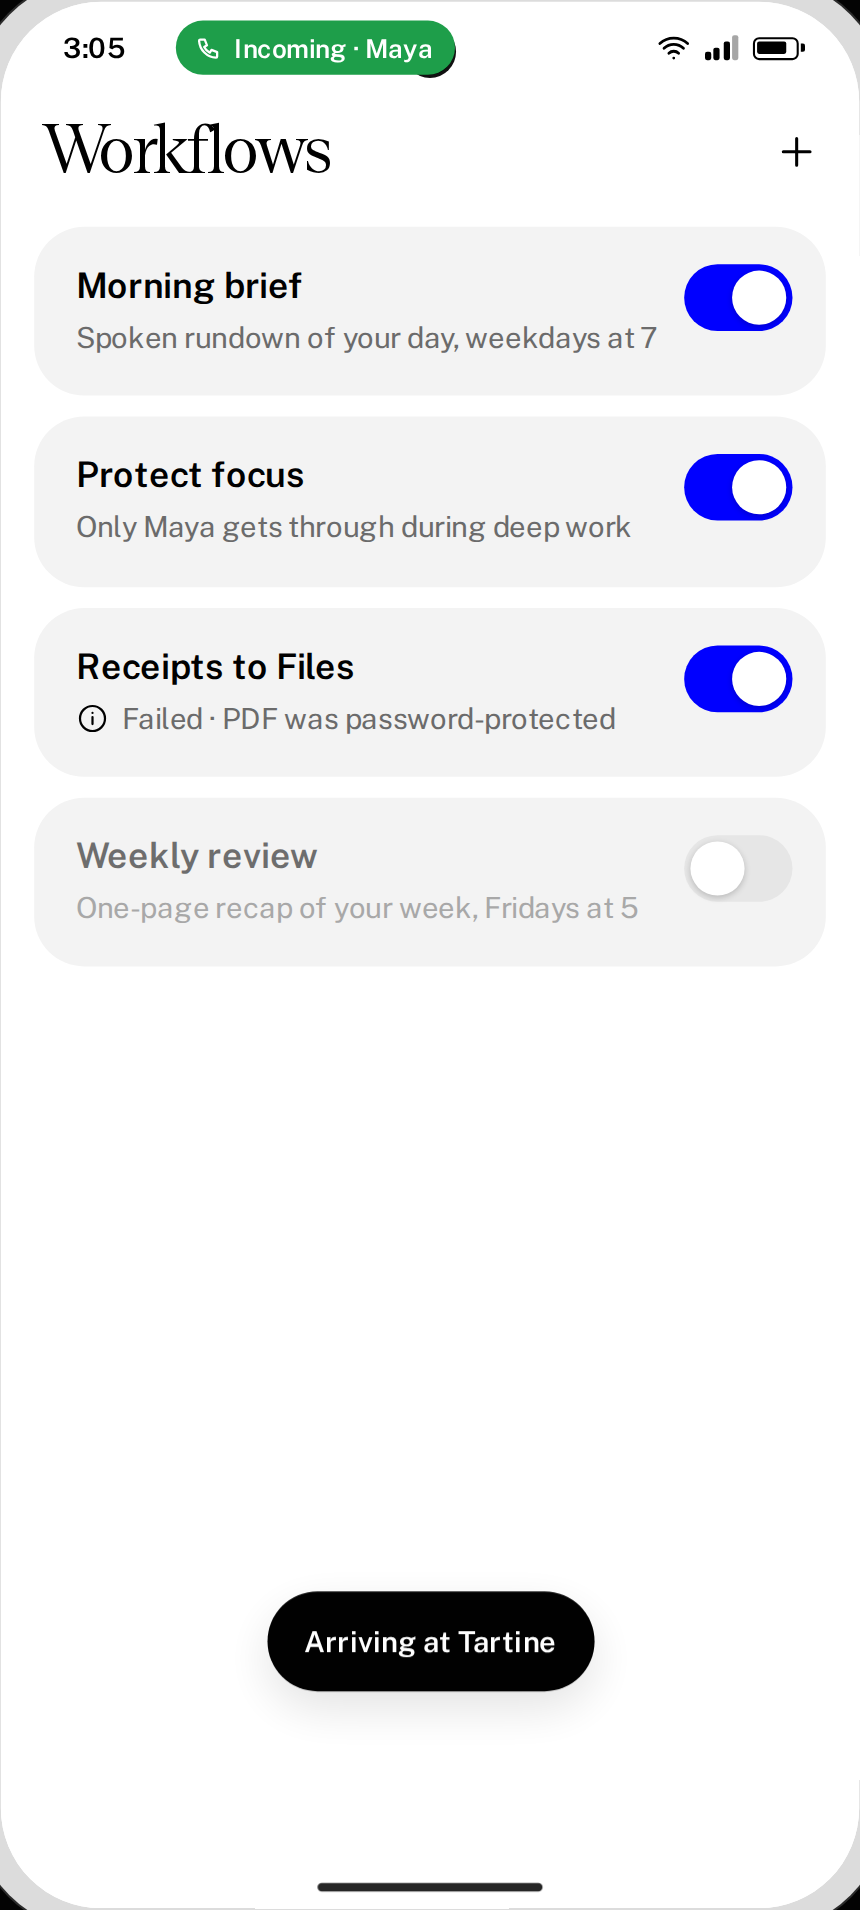 3:05
Incoming · Maya
Workflows
Morning brief
Spoken rundown of your day, weekdays at 7
Protect focus
Only Maya gets through during deep work
Receipts to Files
Failed · PDF was password-protected
Weekly review
One-page recap of your week, Fridays at 5
Arriving at Tartine